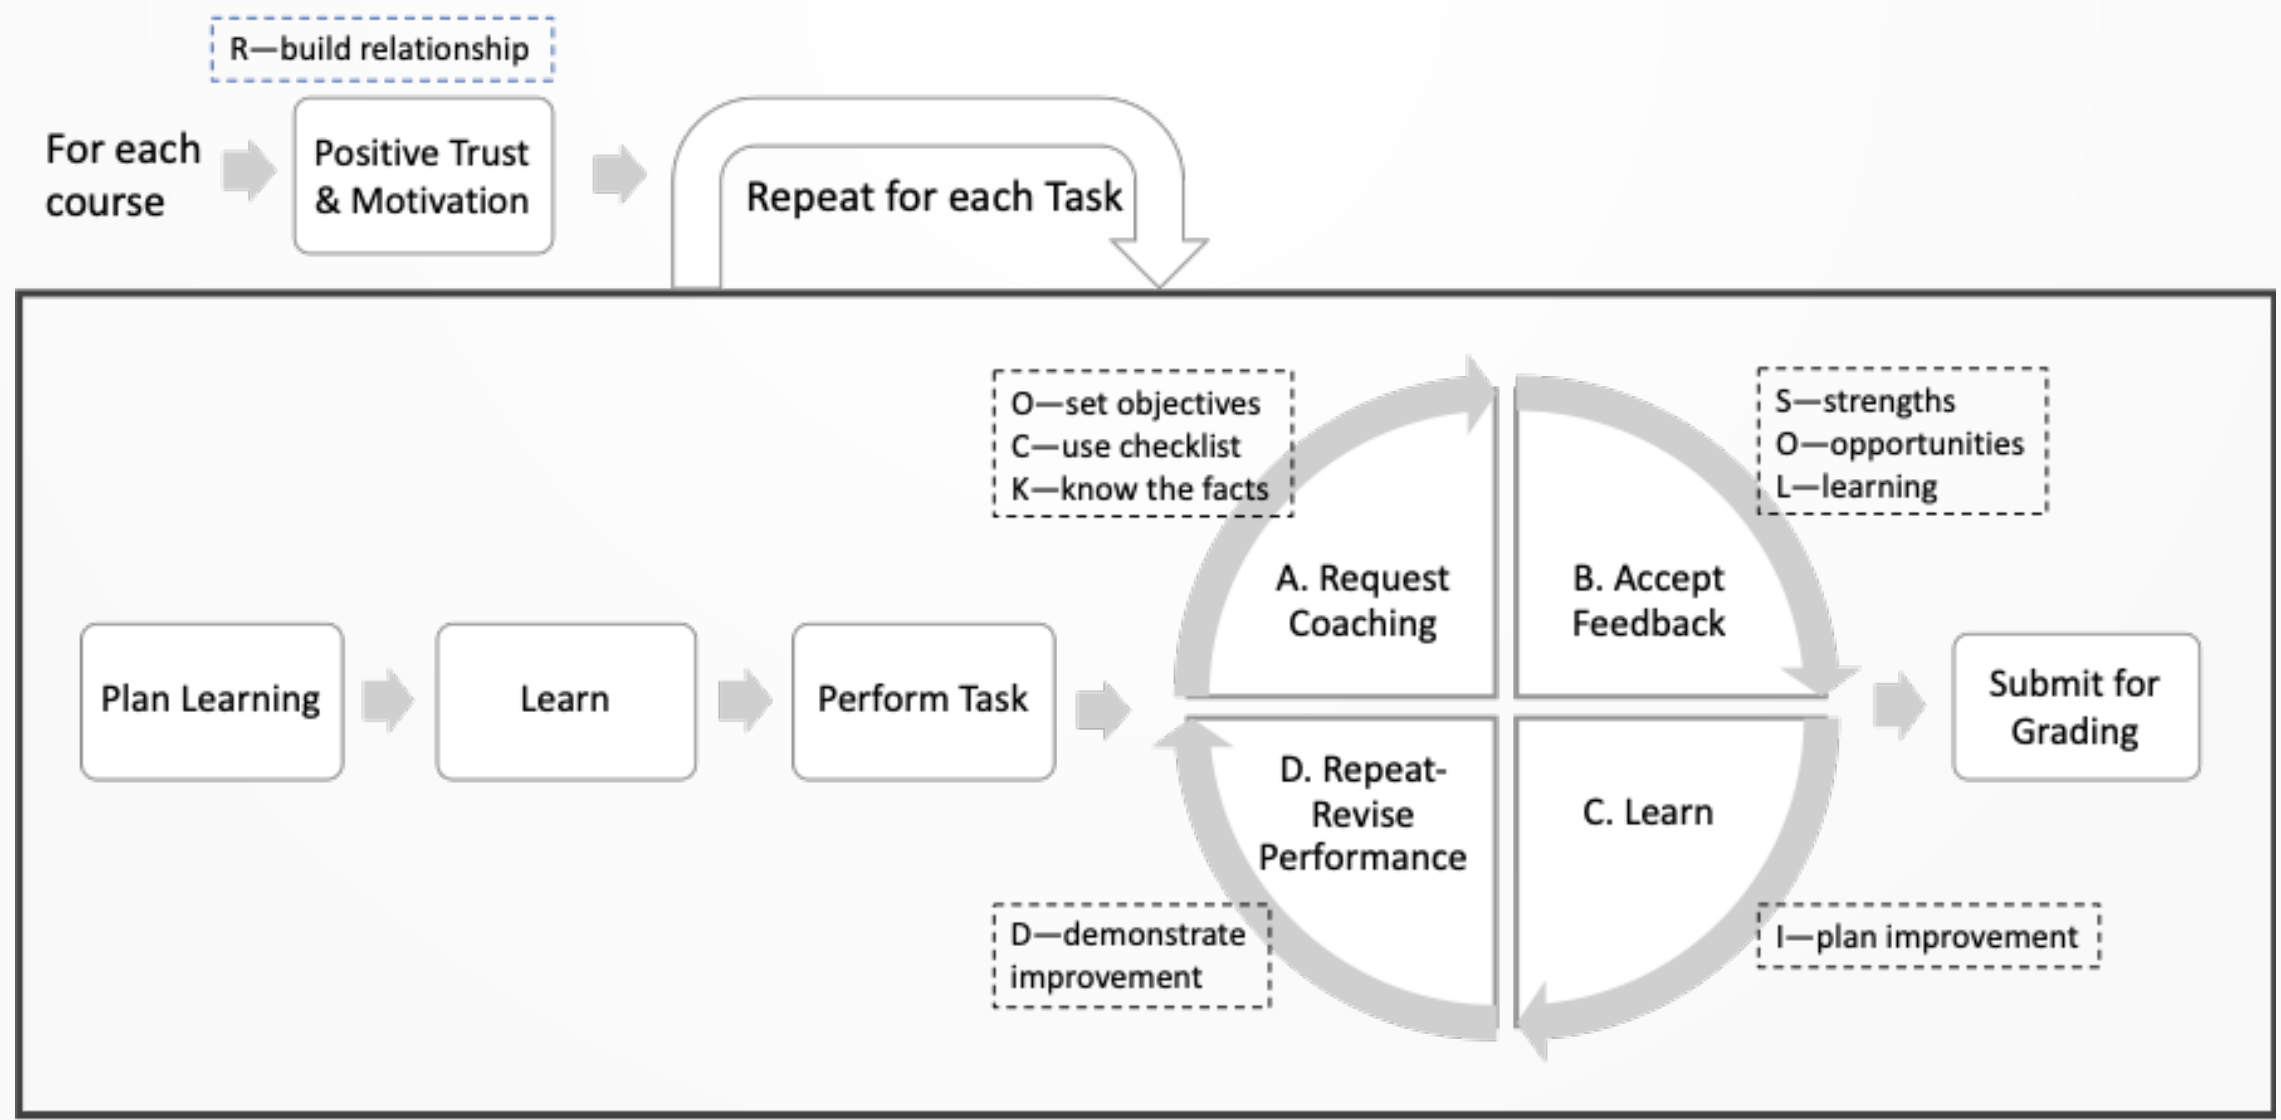 R—build relationship
For each
course
Positive Trust
& Motivation
Repeat for each Task
O—set objectives
C—use checklist
K—know the facts
S—strengths
O—opportunities
L—learning
A. Request
Coaching
B. Accept
Feedback
Plan Learning
Learn
Perform Task
Submit for
Grading
D. Repeat-
Revise
Performance
C. Learn
D—demonstrate
improvement
I—plan improvement